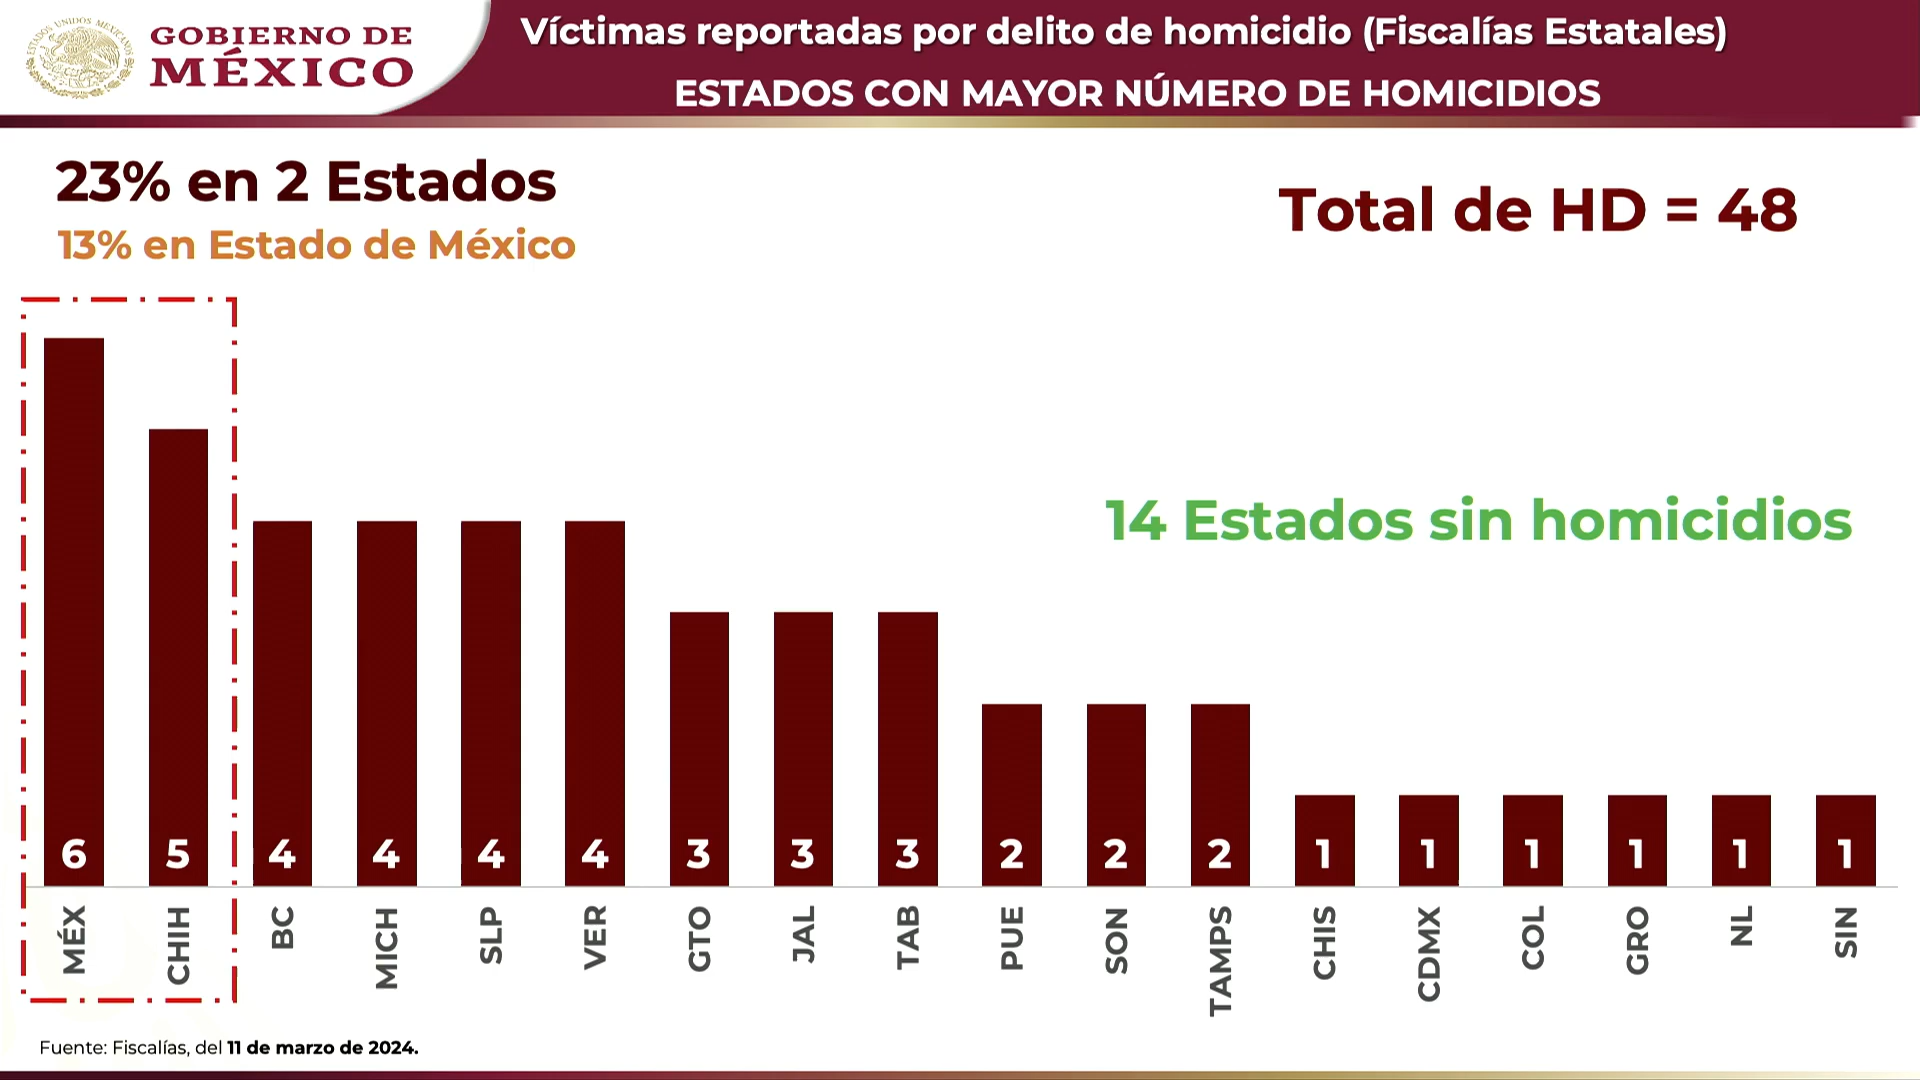 GOBIERNO DE
MÉXICO
Víctimas reportadas por delito de homicidio (Fiscalías Estatales)
ESTADOS CON MAYOR NÚMERO DE HOMICIDIOS
23% en 2 Estados
13% en Estado de México
Total de HD = 48
14 Estados sin homicidios
6 5 4 4 4 4 3 3 3 2 2 2 1 1 1 1 1 1
MÉX CHIH BC MICH SLP VER GTO JAL TAB PUE SON TAMPS CHIS CDMX COL GRO NL SIN
Fuente: Fiscalías, del 11 de marzo de 2024.